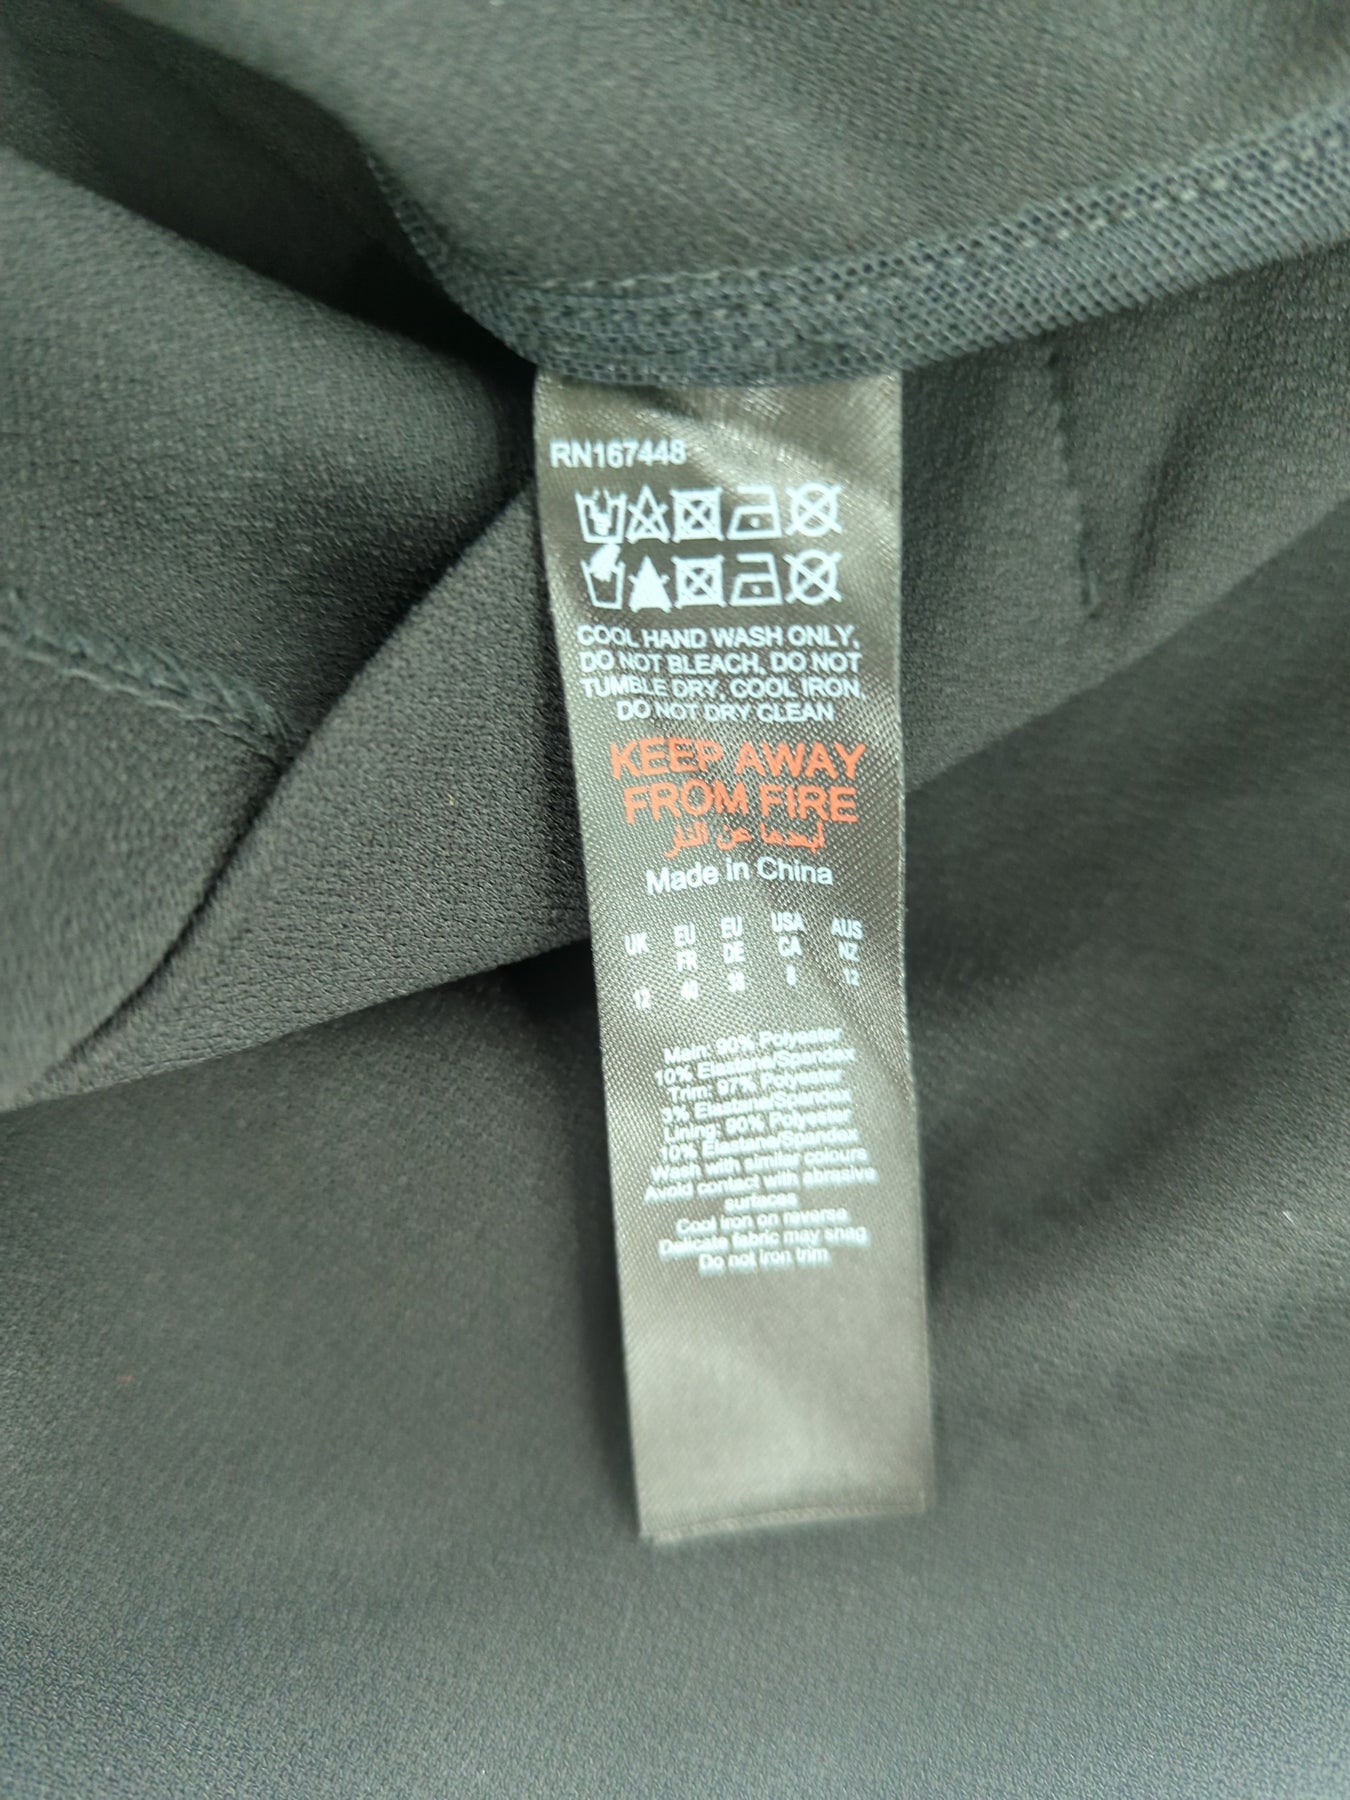 RN167448
COOL HAND WASH ONLY,
DO NOT BLEACH, DO NOT
TUMBLE DRY, COOL IRON,
DO NOT DRY CLEAN
KEEP AWAY
FROM FIRE
أبعدها عن النار
Made in China
UK EU FR EU DE USA CA AUS NZ
12 40 38 8 12
Main: 90% Polyester
10% Elastane/Spandex
Trim: 97% Polyester
3% Elastane/Spandex
Lining: 90% Polyester
10% Elastane/Spandex
Wash with similar colours
Avoid contact with abrasive
surfaces
Cool iron on reverse
Delicate fabric may snag
Do not iron trim